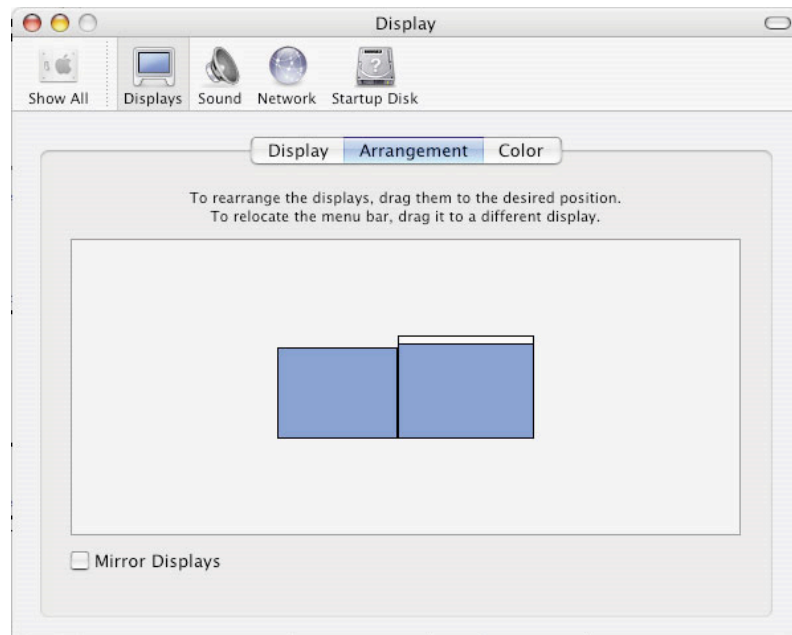 Display
Show All Displays Sound Network Startup Disk
Display Arrangement Color
To rearrange the displays, drag them to the desired position.
To relocate the menu bar, drag it to a different display.
Mirror Displays